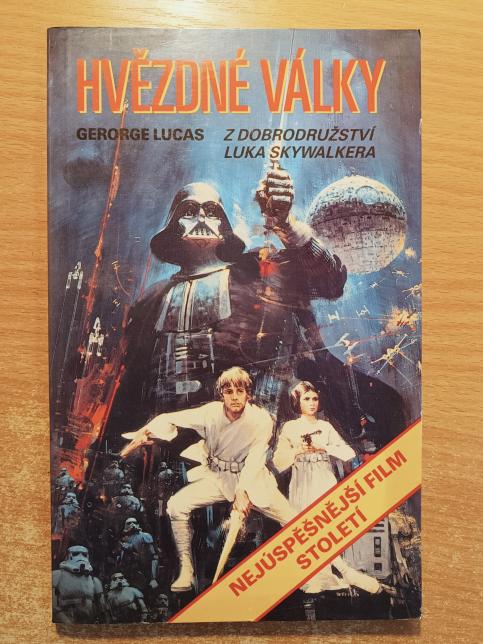 HVĚZDNÉ VÁLKY
GERORGE LUCAS
Z DOBRODRUŽSTVÍ
LUKA SKYWALKERA
NEJÚSPĚŠNĚJŠÍ FILM
STOLETÍ